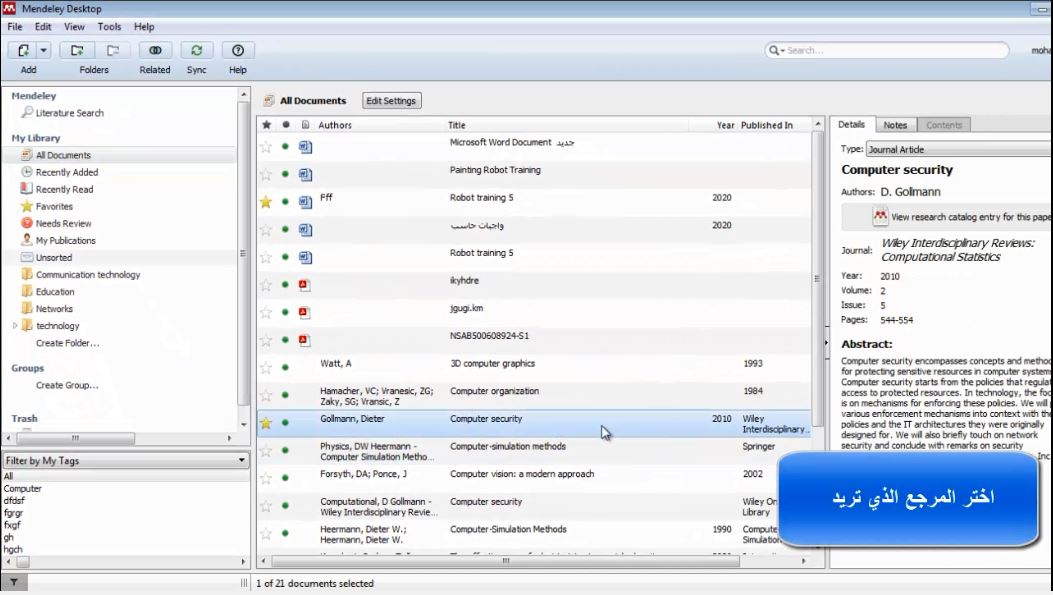 Mendeley Desktop
File Edit View Tools Help
Search...
Add Folders Related Sync Help
Mendeley
Literature Search
My Library
All Documents
Recently Added
Recently Read
Favorites
Needs Review
My Publications
Unsorted
Communication technology
Education
Networks
technology
Create Folder...
Groups
Create Group...
Trash
Filter by My Tags
All
Computer
dfdsf
fgrgr
fxgf
gh
hgch
All Documents Edit Settings
Authors Title Year Published In
Microsoft Word Document جديد
Painting Robot Training
Fff Robot training 5 2020
واجبات حاسب 2020
Robot training 5
ikyhdre
jgugi.km
NSAB500608924-S1
Watt, A 3D computer graphics 1993
Hamacher, VC; Vranesic, ZG; Computer organization 1984
Zaky, SG; Vransic, Z
Gollmann, Dieter Computer security 2010 Wiley
Interdisciplinary...
Physics, DW Heermann - Computer-simulation methods Springer
Computer Simulation Metho...
Forsyth, DA; Ponce, J Computer vision: a modern approach 2002
Computational, D Gollmann - Computer security Wiley On
Wiley Interdisciplinary Revie... Library
Heermann, Dieter W.; Computer-Simulation Methods 1990 Compute
Heermann, Dieter W Simulation
1 of 21 documents selected
Details Notes Contents
Type: Journal Article
Computer security
Authors: D. Gollmann
View research catalog entry for this pape
Journal: Wiley Interdisciplinary Reviews:
Computational Statistics
Year: 2010
Volume: 2
Issue: 5
Pages: 544-554
Abstract:
Computer security encompasses concepts and metho
for protecting sensitive resources in computer system
Computer security starts from the policies that regulat
access to protected resources. In technology, the foc
is on mechanisms for enforcing these policies. We will
various enforcement mechanisms into context with the
policies and the IT architectures they were originally
designed for. We will also briefly touch on network
security and conclude with remarks on security
اختر المرجع الذي تريد